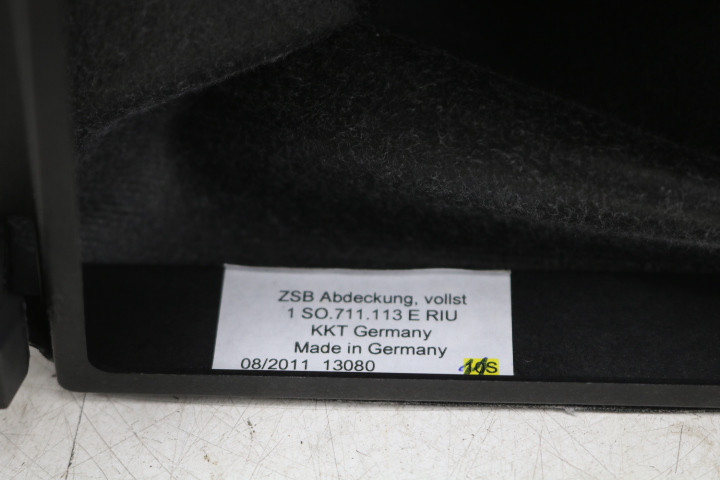 ZSB Abdeckung, vollst
1 SO.711.113 E RIU
KKT Germany
Made in Germany
08/2011 13080